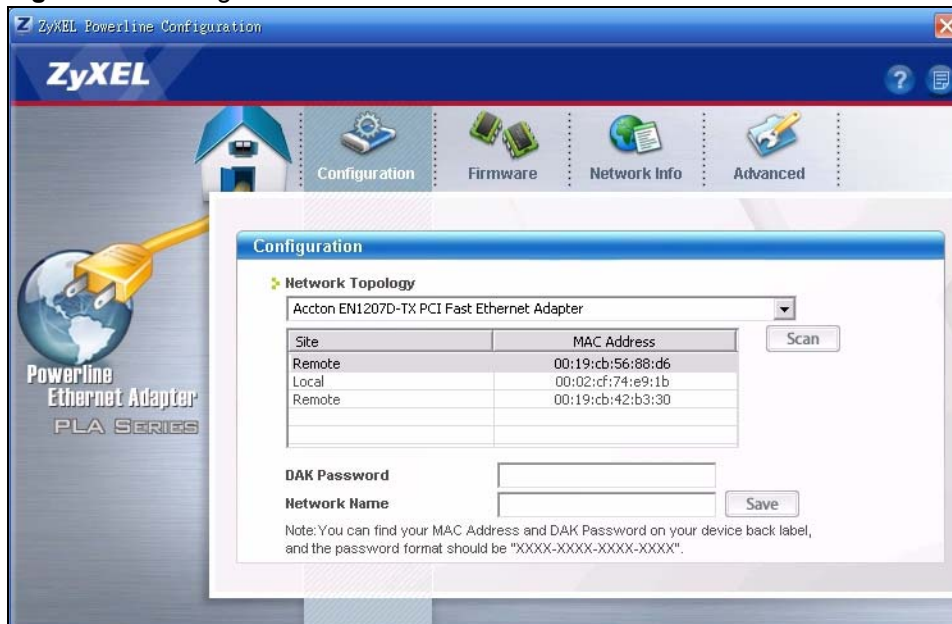 ZyXEL Powerline Configuration
ZyXEL
Configuration
Firmware
Network Info
Advanced
Configuration
Network Topology
Accton EN1207D-TX PCI Fast Ethernet Adapter
Scan
Site MAC Address
Remote 00:19:cb:56:88:d6
Local 00:02:cf:74:e9:1b
Remote 00:19:cb:42:b3:30
Powerline
Ethernet Adapter
PLA SERIES
DAK Password
Network Name
Save
Note:You can find your MAC Address and DAK Password on your device back label,
and the password format should be "XXXX-XXXX-XXXX-XXXX".